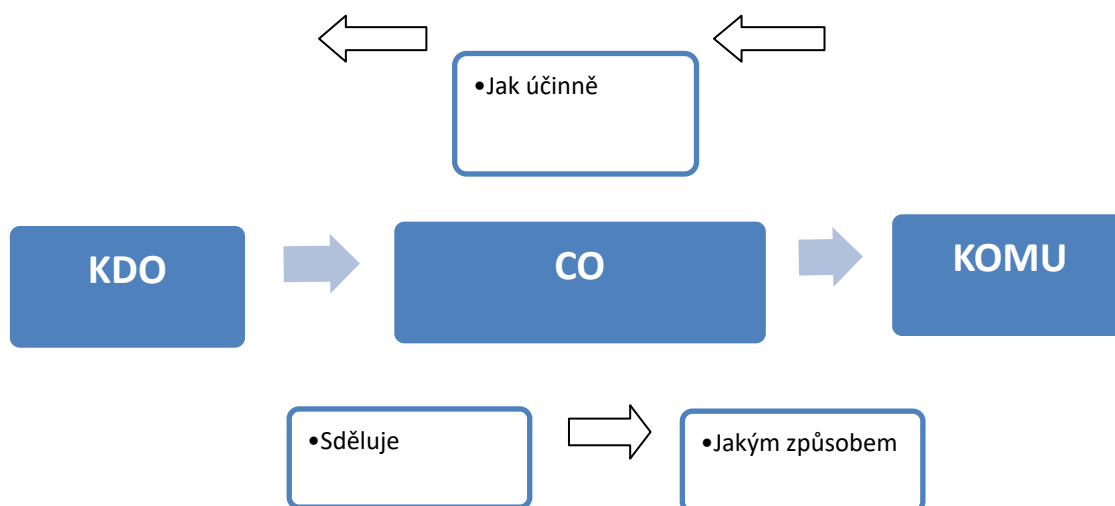 •Jak účinně
KDO
CO
KOMU
•Sděluje
•Jakým způsobem